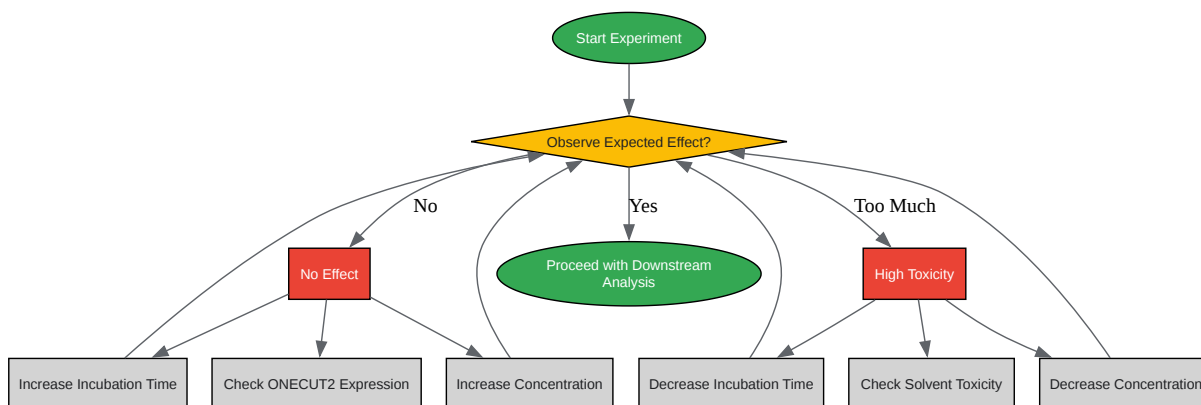 Start Experiment
Observe Expected Effect?
No
Yes
Too Much
No Effect
Proceed with Downstream
Analysis
High Toxicity
Increase Incubation Time
Check ONECUT2 Expression
Increase Concentration
Decrease Incubation Time
Check Solvent Toxicity
Decrease Concentration